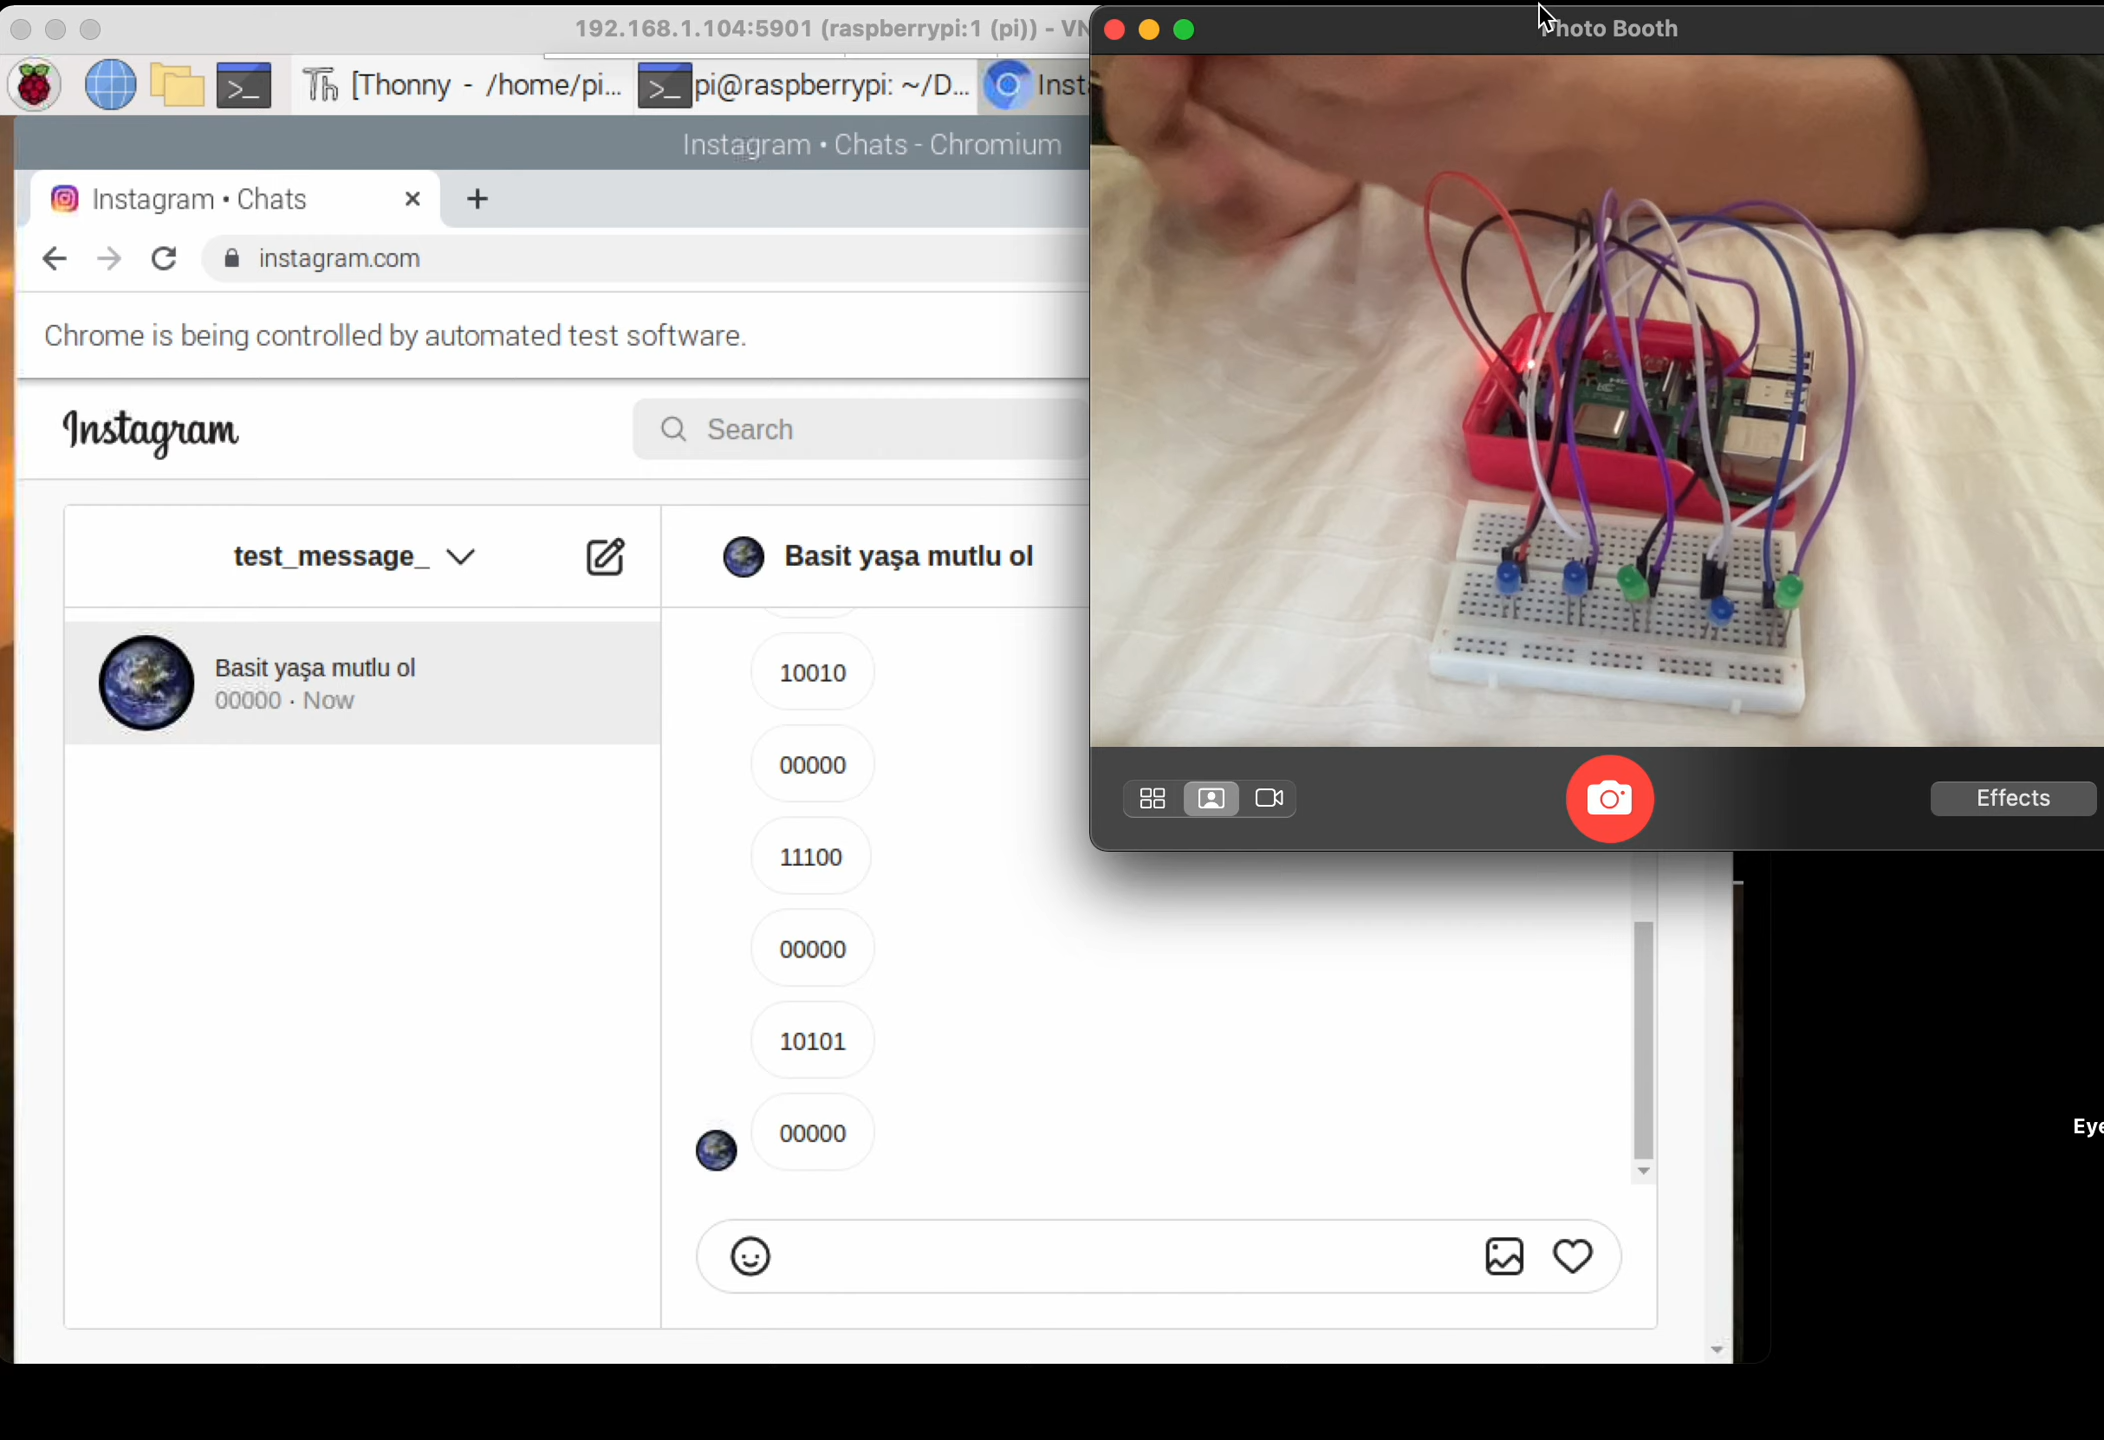 192.168.1.104:5901 (raspberrypi:1 (pi)) - VN
Photo Booth
[Thonny - /home/pi...
pi@raspberrypi: ~/D...
Inst
Instagram • Chats - Chromium
Instagram • Chats
instagram.com
Chrome is being controlled by automated test software.
Instagram
Search
test_message_
Basit yaşa mutlu ol
Basit yaşa mutlu ol
00000 · Now
10010
00000
11100
00000
10101
00000
Effects
Eye